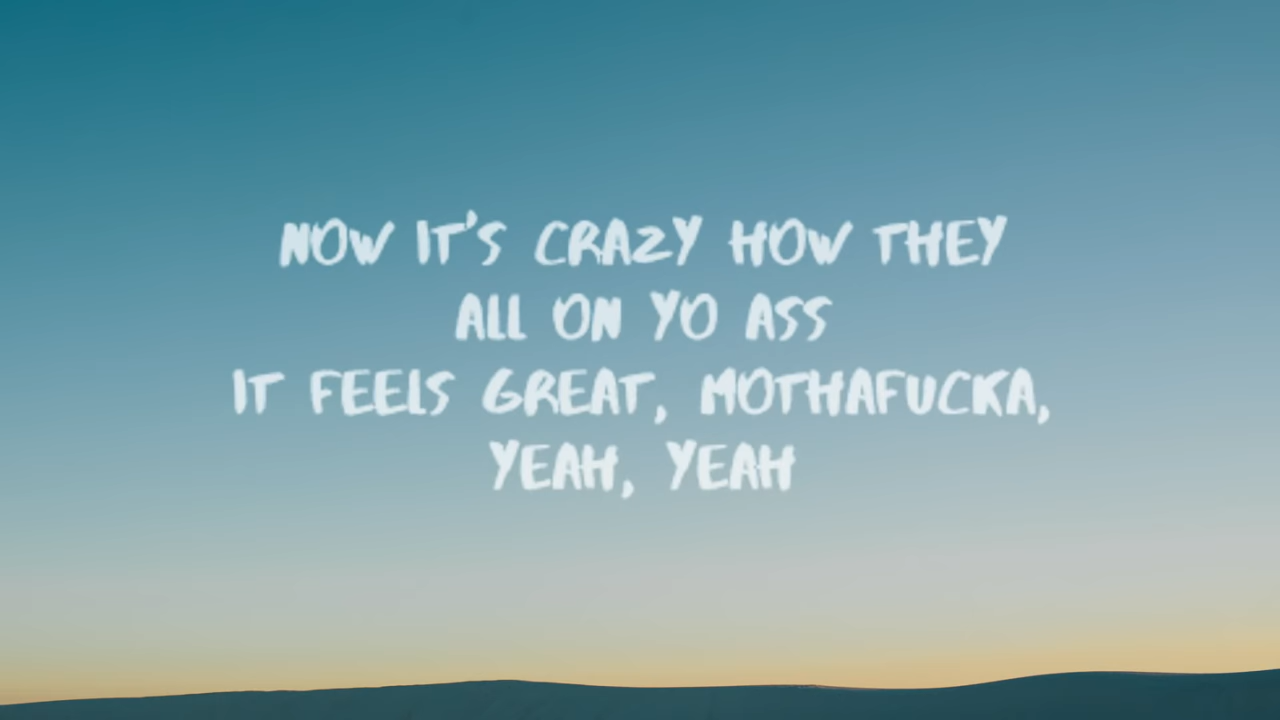 NOW IT'S CRAZY HOW THEY
ALL ON YO ASS
IT FEELS GREAT, MOTHAFUCKA,
YEAH, YEAH